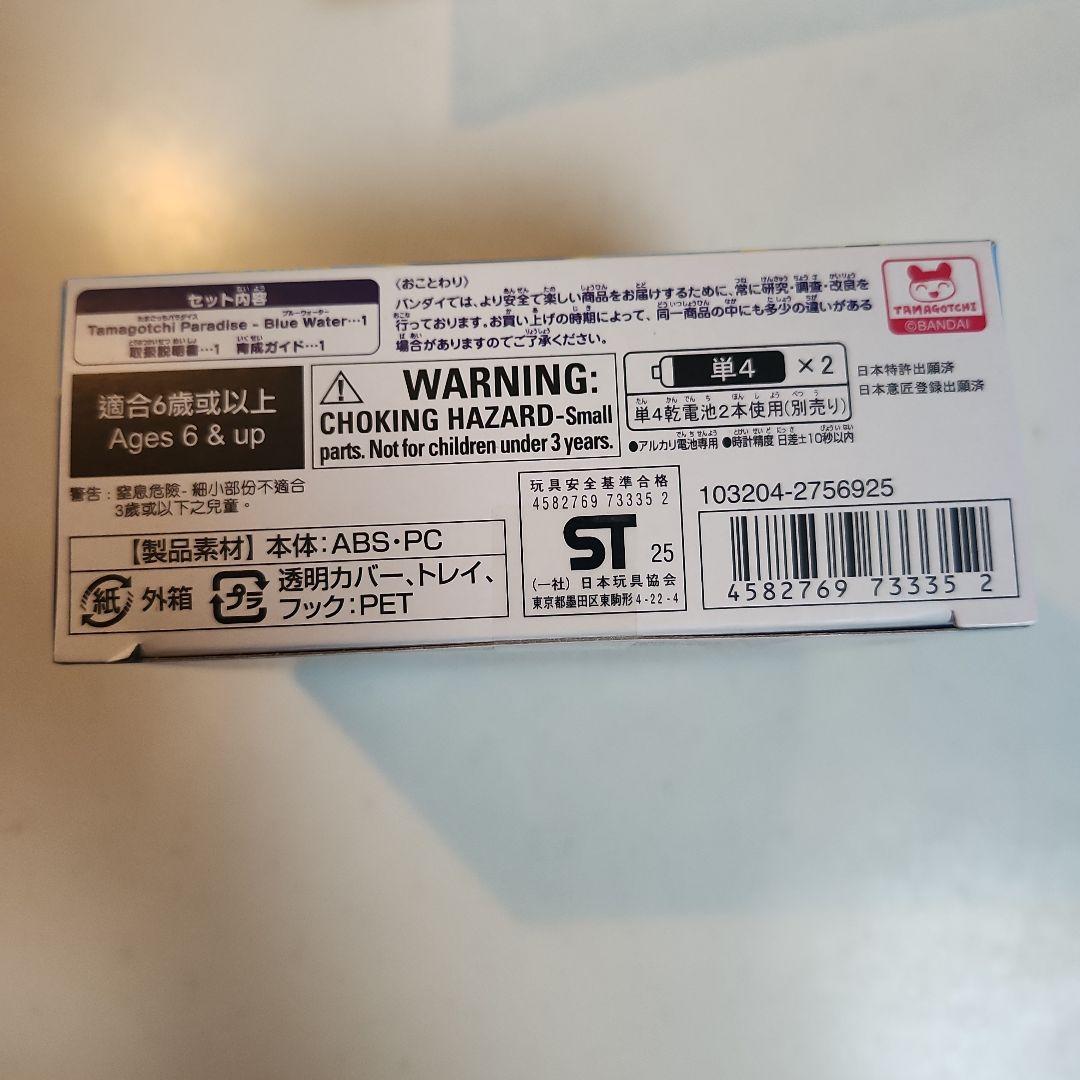 セット内容
Tamagotchi Paradise - Blue Water…1
取扱説明書…1 育成ガイド…1
〈おことわり〉
バンダイでは、より安全で楽しい商品をお届けするために、常に研究・調査・改良を
行っております。お買い上げの時期によって、同一商品の中にも多少の違いがある
場合がありますのでご了承ください。
TAMAGOTCHI
©BANDAI
適合6歲或以上
Ages 6 & up
WARNING:
CHOKING HAZARD-Small
parts. Not for children under 3 years.
単4 ×2
単4乾電池2本使用(別売り)
●アルカリ電池専用 ●時計精度 日差±10秒以内
日本特許出願済
日本意匠登録出願済
警告:窒息危險-細小部份不適合
3歲或以下之兒童。
【製品素材】本体:ABS・PC
紙 外箱
プラ 透明カバー、トレイ、
フック:PET
玩具安全基準合格
4582769 73335 2
ST 25
(一社)日本玩具協会
東京都墨田区東駒形4-22-4
103204-2756925
4582769 73335 2